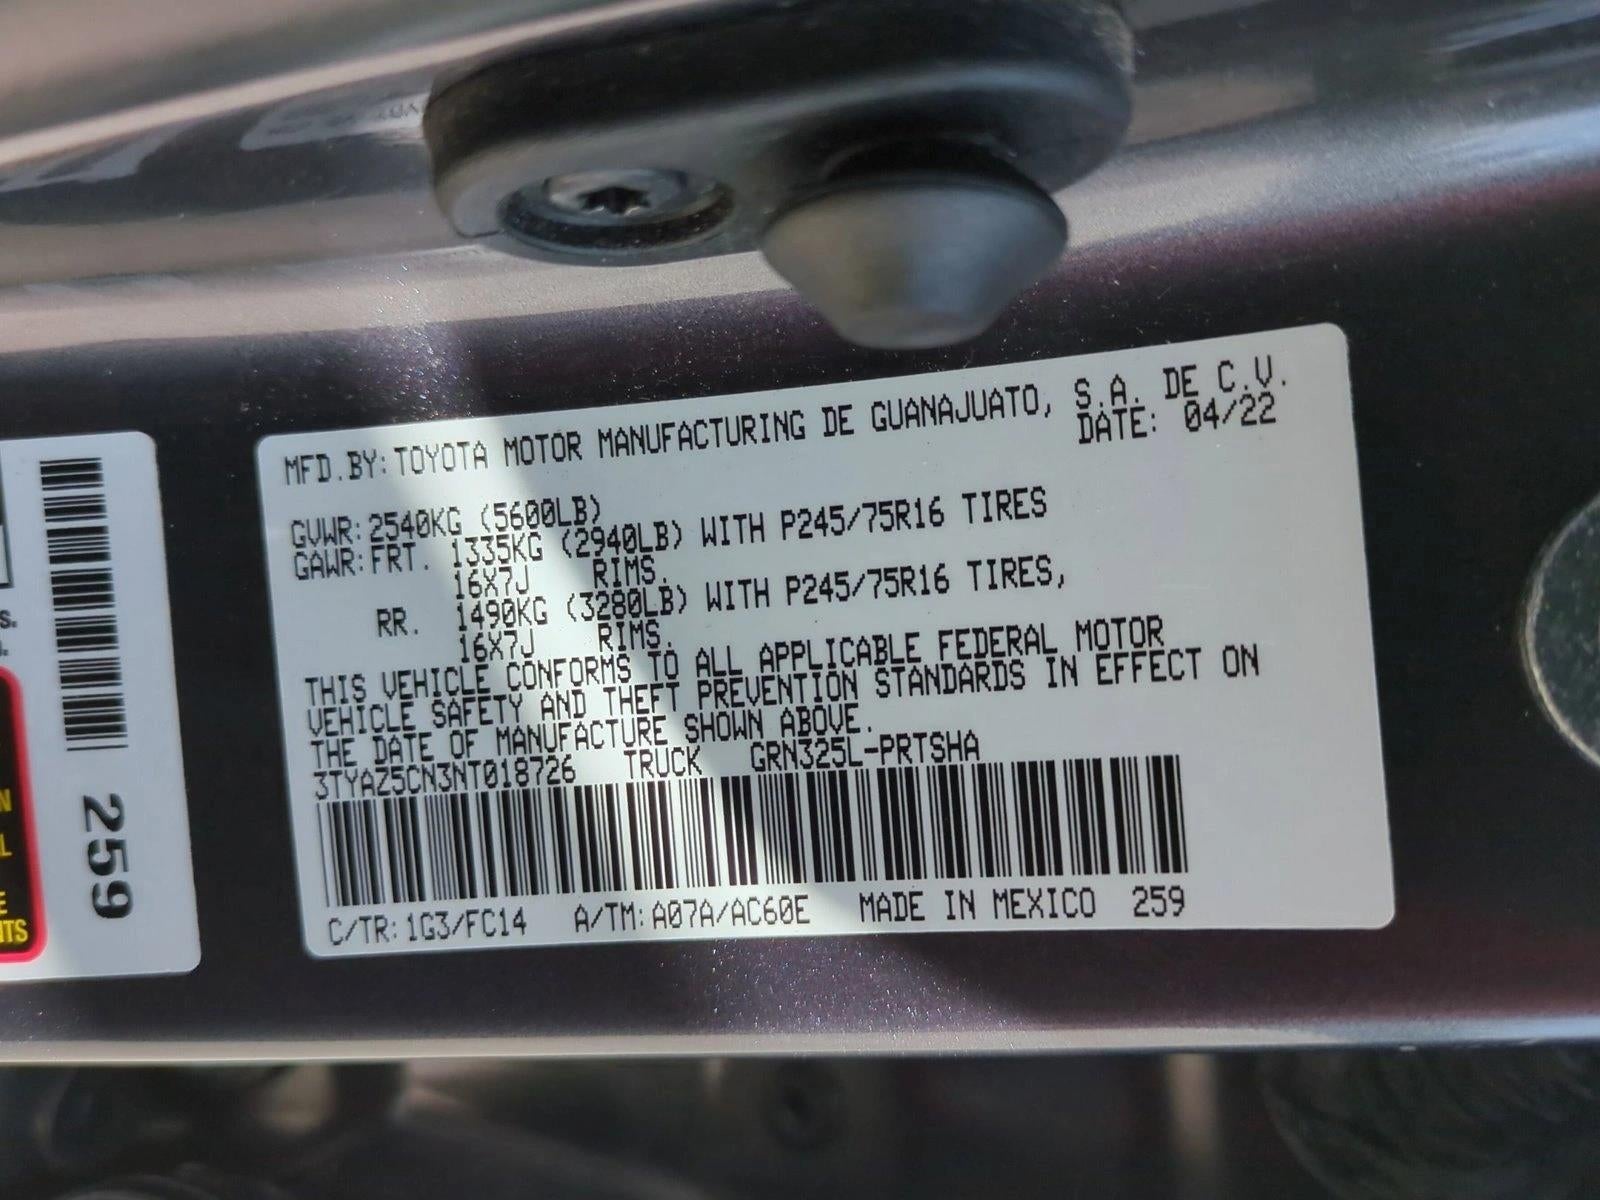 MFD.BY: TOYOTA MOTOR MANUFACTURING DE GUANAJUATO, S.A. DE C.V.
DATE: 04/22
GVWR: 2540KG (5600LB)
GAWR: FRT. 1335KG (2940LB) WITH P245/75R16 TIRES
16X7J RIMS.
RR. 1490KG (3280LB) WITH P245/75R16 TIRES,
16X7J RIMS.
THIS VEHICLE CONFORMS TO ALL APPLICABLE FEDERAL MOTOR
VEHICLE SAFETY AND THEFT PREVENTION STANDARDS IN EFFECT ON
THE DATE OF MANUFACTURE SHOWN ABOVE.
3TYAZ5CN3NT018726 TRUCK GRN325L-PRTSHA
C/TR: 1G3/FC14 A/TM: A07A/AC60E MADE IN MEXICO 259
259